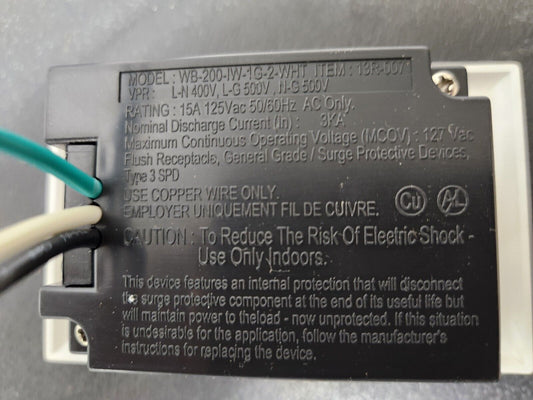 MODEL : WB-200-IW-1G-2-WHT ITEM : 13R-007
VPR : L-N 400V, L-G 500V , N-G 500V
RATING : 15A 125Vac 50/60Hz AC Only.
Nominal Discharge Current (In) : 3KA
Maximum Continuous Operating Voltage (MCOV) : 127 Vac
Flush Receptacle, General Grade / Surge Protective Devices,
Type 3 SPD
USE COPPER WIRE ONLY.
EMPLOYER UNIQUEMENT FIL DE CUIVRE.
Cu AL
CAUTION : To Reduce The Risk Of Eleetric Shock -
Use Only Indoors.
This device features an internal protection that will disconnect
the surge protective component at the end of its useful life but
will maintain power to theload - now unprotected. If this situation
is undesirable for the application, follow the manufacturer's
instructions for replacing the device.